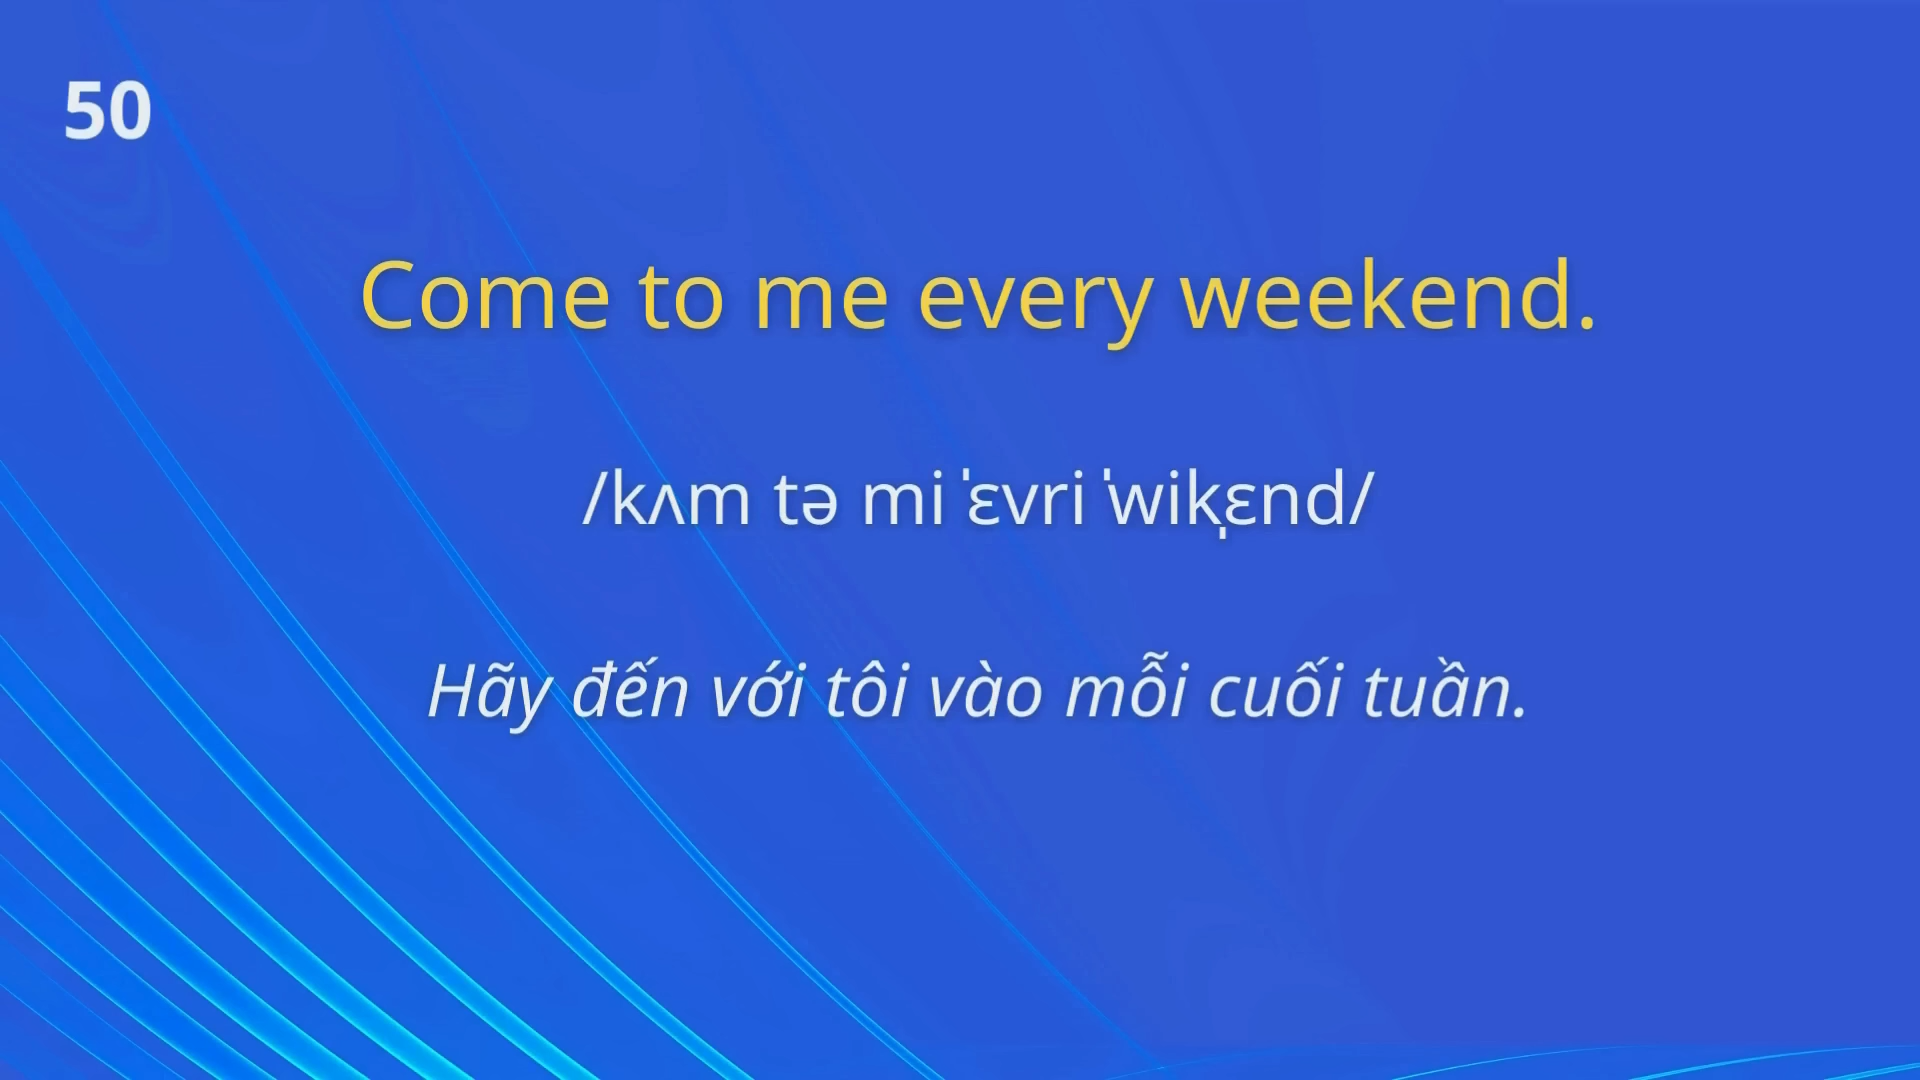 50
Come to me every weekend.
/kʌm tə mi ˈɛvri ˈwikˌɛnd/
Hãy đến với tôi vào mỗi cuối tuần.